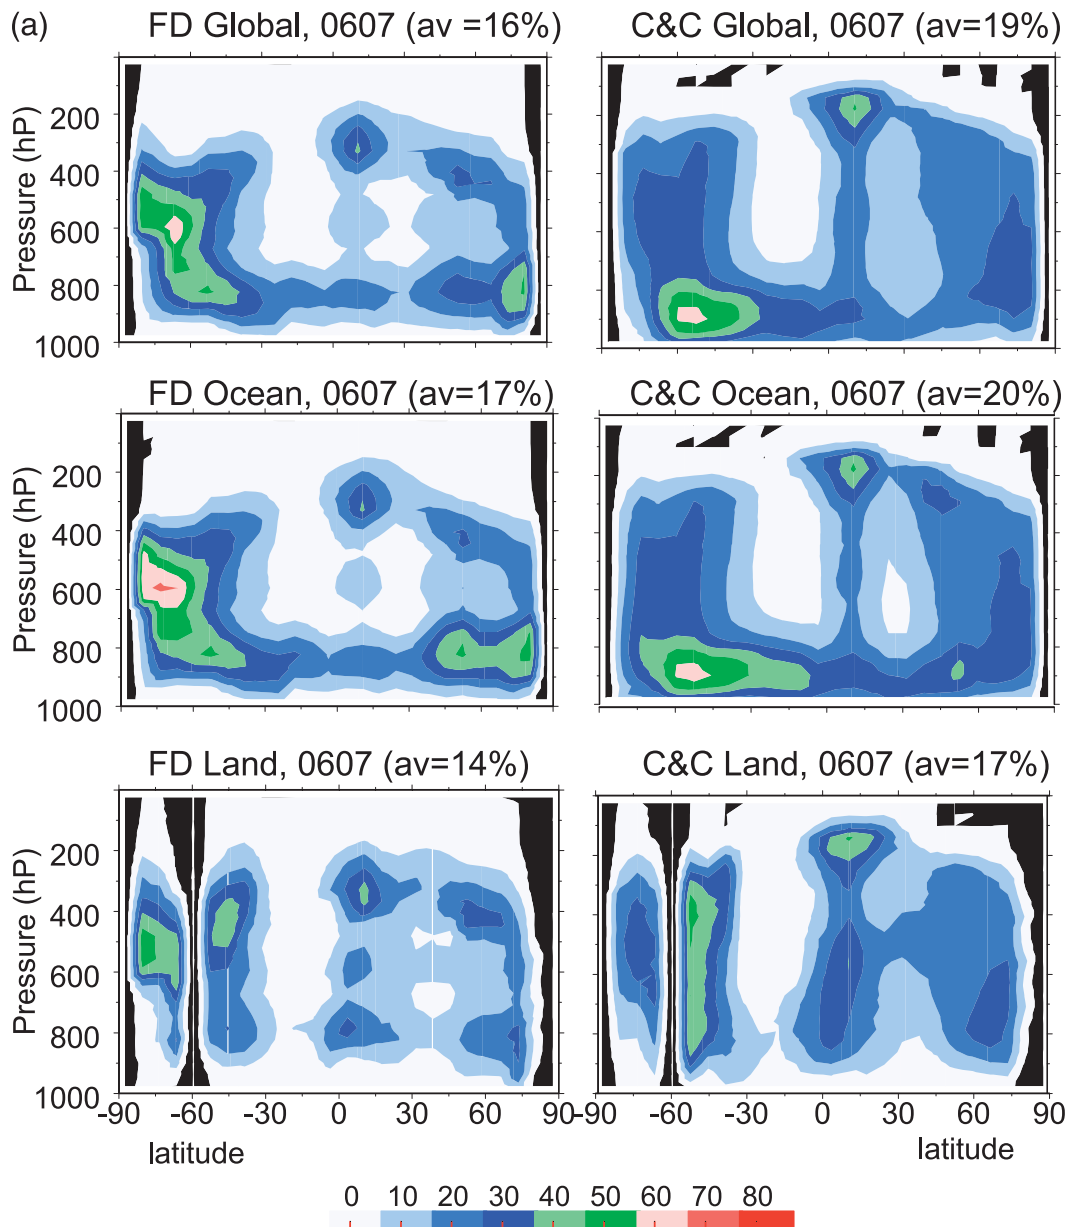 (a) FD Global, 0607 (av =16%) C&C Global, 0607 (av=19%)
Pressure (hP)
200
400
600
800
1000
FD Ocean, 0607 (av=17%) C&C Ocean, 0607 (av=20%)
Pressure (hP)
200
400
600
800
1000
FD Land, 0607 (av=14%) C&C Land, 0607 (av=17%)
Pressure (hP)
200
400
600
800
1000
-90 -60 -30 0 30 60 90 -90 -60 -30 0 30 60 90
latitude latitude
0 10 20 30 40 50 60 70 80